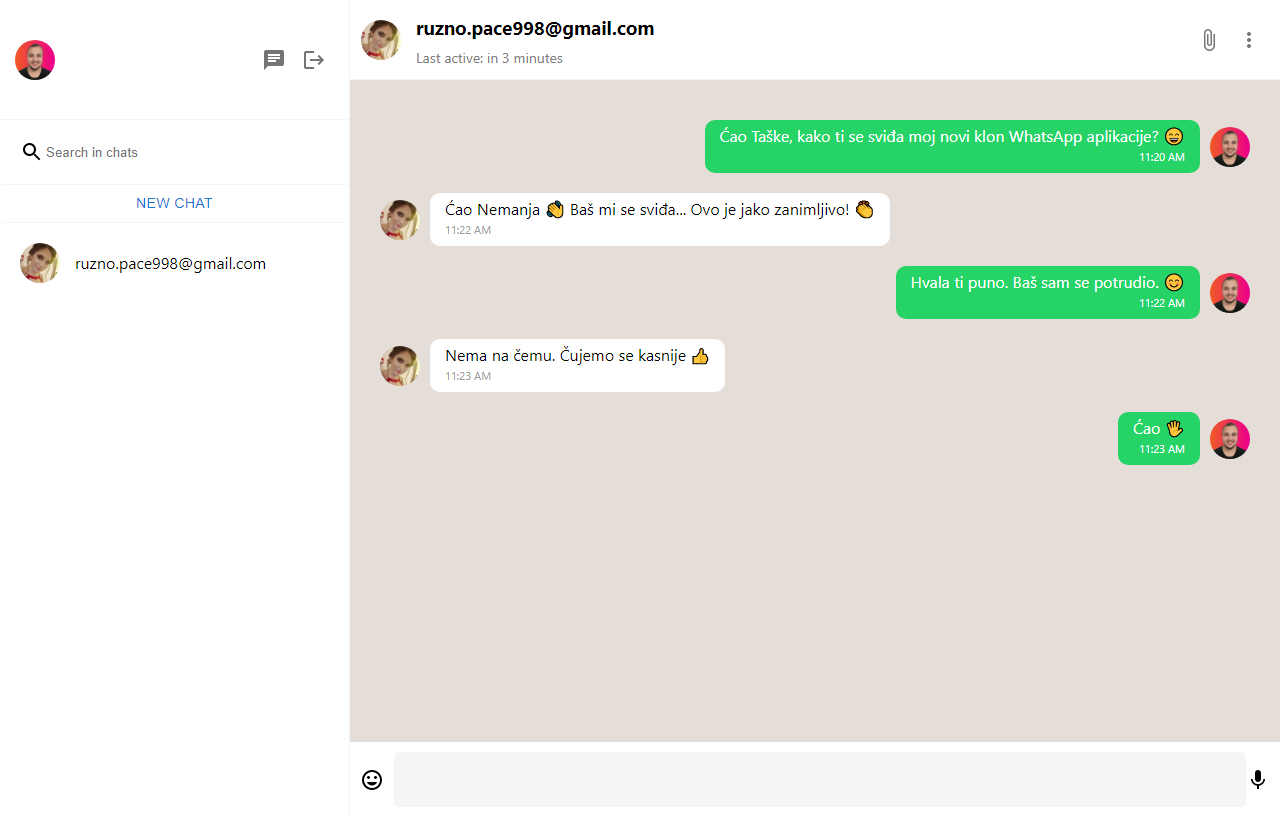 Search in chats
NEW CHAT
ruzno.pace998@gmail.com
ruzno.pace998@gmail.com
Last active: in 3 minutes
Ćao Taške, kako ti se sviđa moj novi klon WhatsApp aplikacije? 😄
11:20 AM
Ćao Nemanja 👏 Baš mi se sviđa... Ovo je jako zanimljivo! 👏
11:22 AM
Hvala ti puno. Baš sam se potrudio. 😊
11:22 AM
Nema na čemu. Čujemo se kasnije 👍
11:23 AM
Ćao 👋
11:23 AM